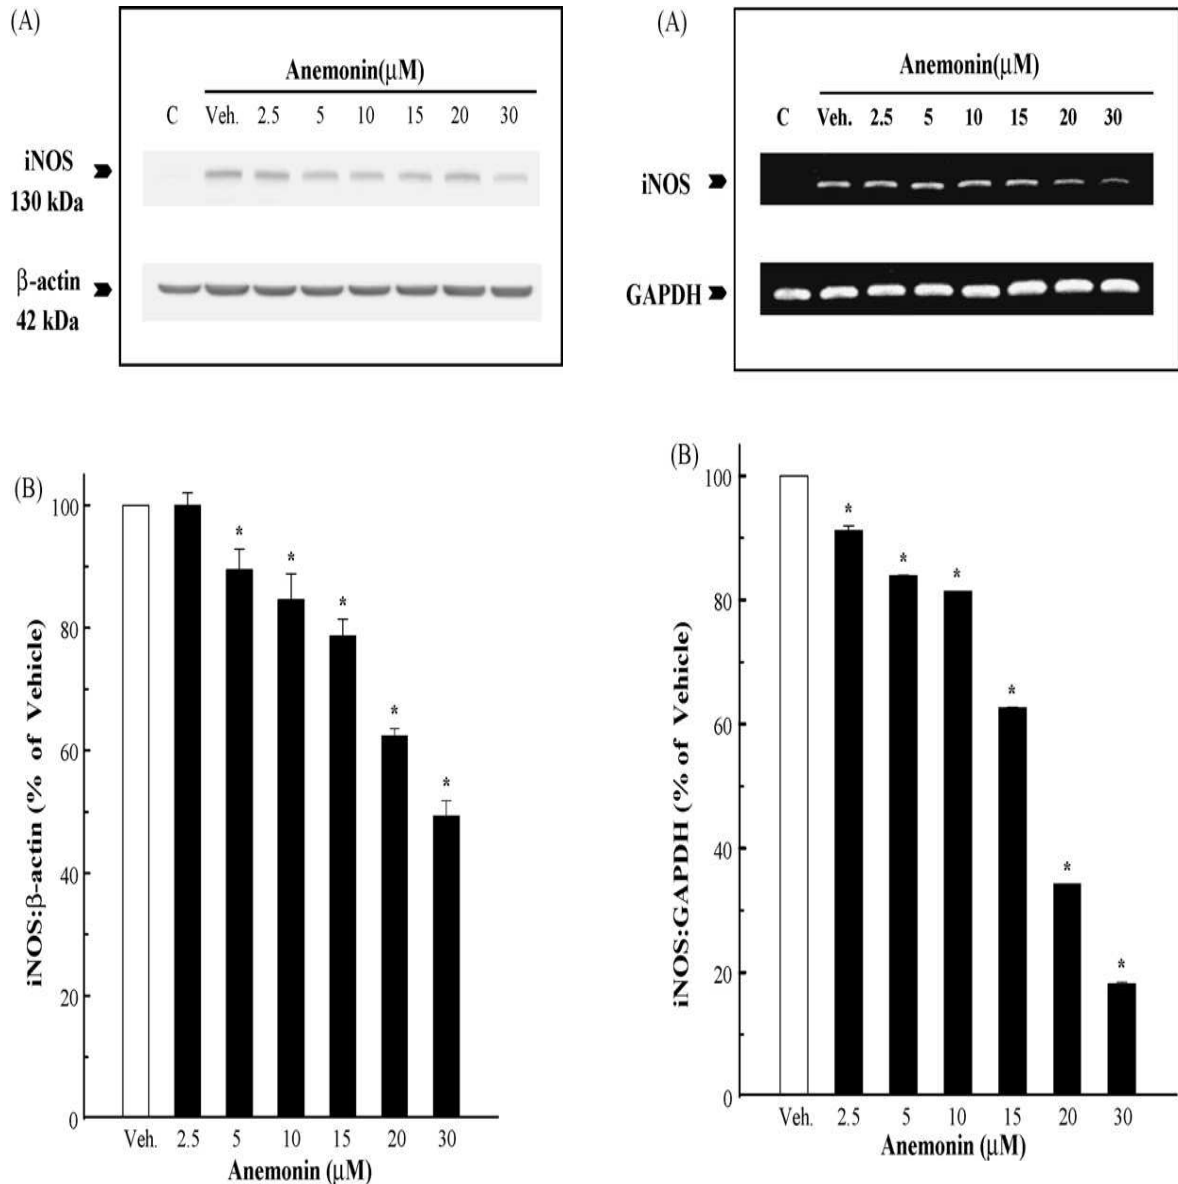 (A)
Anemonin(μM)
C Veh. 2.5 5 10 15 20 30
iNOS
130 kDa
β-actin
42 kDa
(A)
Anemonin(μM)
C Veh. 2.5 5 10 15 20 30
iNOS
GAPDH
(B)
iNOS:β-actin (% of Vehicle)
100
80
60
40
20
0
* * * * *
Veh. 2.5 5 10 15 20 30
Anemonin (μM)
(B)
iNOS:GAPDH (% of Vehicle)
100
80
60
40
20
0
* * * * * *
Veh. 2.5 5 10 15 20 30
Anemonin (μM)